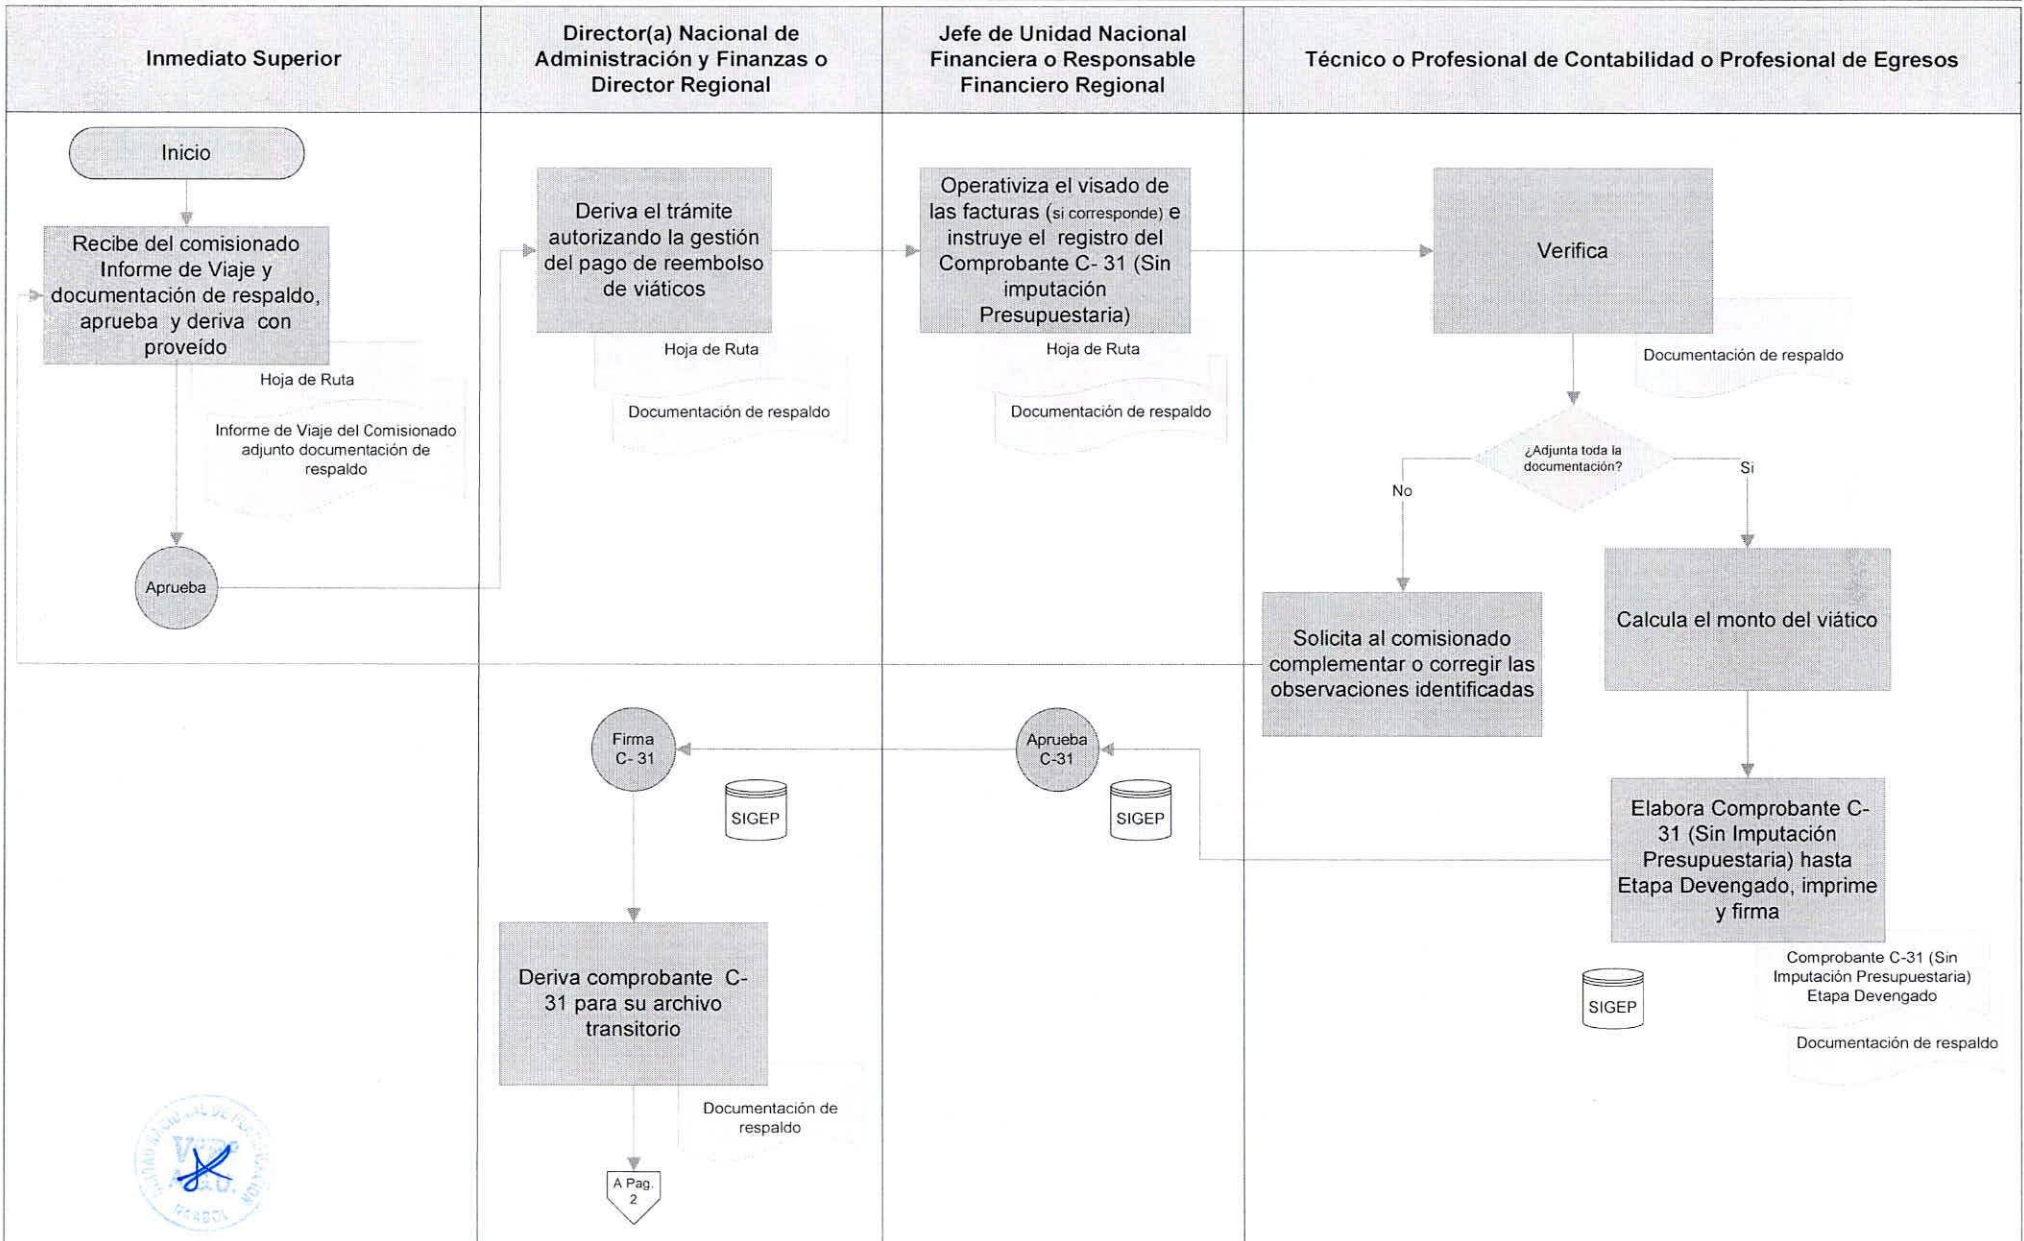 Inmediato Superior
Director(a) Nacional de
Administración y Finanzas o
Director Regional
Jefe de Unidad Nacional
Financiera o Responsable
Financiero Regional
Técnico o Profesional de Contabilidad o Profesional de Egresos
Inicio
Recibe del comisionado
Informe de Viaje y
documentación de respaldo,
aprueba y deriva con
proveído
Hoja de Ruta
Informe de Viaje del Comisionado
adjunto documentación de
respaldo
Aprueba
Deriva el trámite
autorizando la gestión
del pago de reembolso
de viáticos
Hoja de Ruta
Documentación de respaldo
Operativiza el visado de
las facturas (si corresponde) e
instruye el registro del
Comprobante C- 31 (Sin
imputación
Presupuestaria)
Hoja de Ruta
Documentación de respaldo
Verifica
Documentación de respaldo
¿Adjunta toda la
documentación?
No
Si
Solicita al comisionado
complementar o corregir las
observaciones identificadas
Calcula el monto del viático
Elabora Comprobante C-
31 (Sin Imputación
Presupuestaria) hasta
Etapa Devengado, imprime
y firma
SIGEP
Comprobante C-31 (Sin
Imputación Presupuestaria)
Etapa Devengado
Documentación de respaldo
Aprueba
C-31
SIGEP
Firma
C- 31
SIGEP
Deriva comprobante C-
31 para su archivo
transitorio
Documentación de
respaldo
A Pag.
2